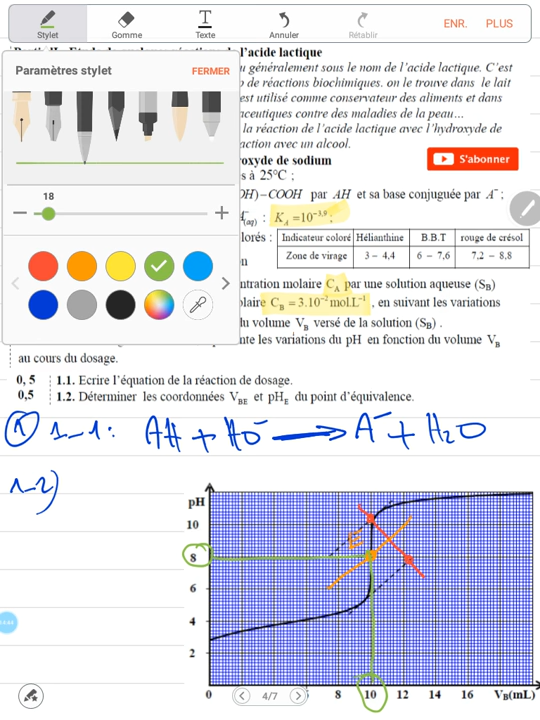 Stylet Gomme Texte Annuler Rétablir ENR. PLUS
l'acide lactique
Paramètres stylet FERMER
généralement sous le nom de l'acide lactique. C'est
de réactions biochimiques. on le trouve dans le lait
est utilisé comme conservateur des aliments et dans
aceutiques contre des maladies de la peau…
la réaction de l'acide lactique avec l'hydroxyde de
action avec un alcool.
roxyde de sodium
S'abonner
s à 25°C :
OH)−COOH par AH et sa base conjuguée par A⁻ ;
(aq) : K_A = 10^{-3,9} ;
18
lorés :
Indicateur coloré Hélianthine B.B.T rouge de crésol
Zone de virage 3 – 4,4 6 – 7,6 7,2 – 8,8
n
ntration molaire C_A par une solution aqueuse (S_B)
olaire C_B = 3.10^{-2} mol.L^{-1}, en suivant les variations
du volume V_B versé de la solution (S_B) .
nte les variations du pH en fonction du volume V_B
au cours du dosage.
0, 5 1.1. Ecrire l'équation de la réaction de dosage.
0,5 1.2. Déterminer les coordonnées V_BE et pH_E du point d'équivalence.
1 1-1: AH + HO⁻ → A⁻ + H₂O
1-2)
pH
10
8
6
4
2
E
0 8 10 12 14 16 V_B(mL)
4/7